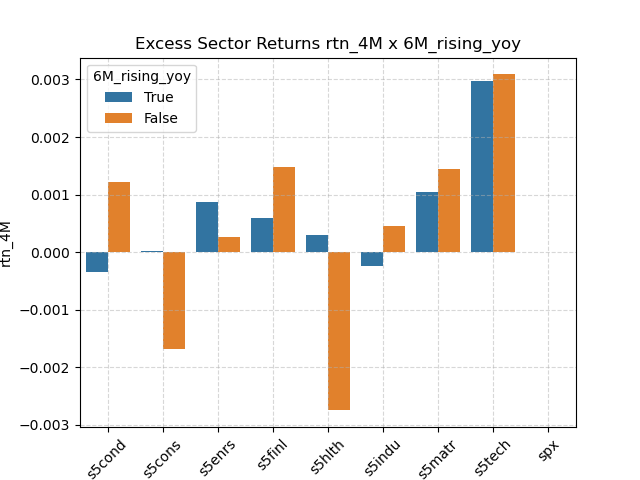 Excess Sector Returns rtn_4M x 6M_rising_yoy
6M_rising_yoy
True
False
rtn_4M
0.003
0.002
0.001
0.000
−0.001
−0.002
−0.003
s5cond
s5cons
s5enrs
s5finl
s5hlth
s5indu
s5matr
s5tech
spx